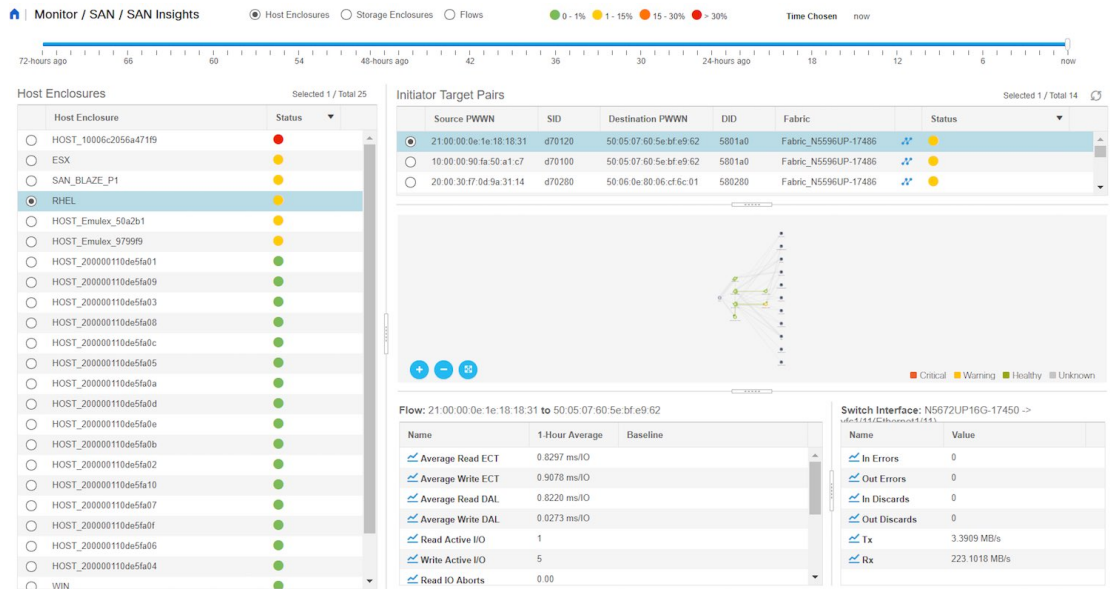 Monitor / SAN / SAN Insights
Host Enclosures Storage Enclosures Flows
0 - 1% 1 - 15% 15 - 30% > 30%
Time Chosen now
72-hours ago 66 60 54 48-hours ago 42 36 30 24-hours ago 18 12 6 now
Host Enclosures Selected 1 / Total 25
Host Enclosure Status
HOST_10006c2056a471f9
ESX
SAN_BLAZE_P1
RHEL
HOST_Emulex_50a2b1
HOST_Emulex_9799f9
HOST_200000110de5fa01
HOST_200000110de5fa09
HOST_200000110de5fa03
HOST_200000110de5fa08
HOST_200000110de5fa0c
HOST_200000110de5fa05
HOST_200000110de5fa0a
HOST_200000110de5fa0d
HOST_200000110de5fa0e
HOST_200000110de5fa0b
HOST_200000110de5fa02
HOST_200000110de5fa10
HOST_200000110de5fa07
HOST_200000110de5fa0f
HOST_200000110de5fa06
HOST_200000110de5fa04
WIN
Initiator Target Pairs Selected 1 / Total 14
Source PWWN SID Destination PWWN DID Fabric Status
21:00:00:0e:1e:18:18:31 d70120 50:05:07:60:5e:bf:e9:62 5801a0 Fabric_N5596UP-17486
10:00:00:90:fa:50:a1:c7 d70100 50:05:07:60:5e:bf:e9:62 5801a0 Fabric_N5596UP-17486
20:00:30:f7:0d:9a:31:14 d70280 50:06:0e:80:06:cf:6c:01 580280 Fabric_N5596UP-17486
Critical Warning Healthy Unknown
Flow: 21:00:00:0e:1e:18:18:31 to 50:05:07:60:5e:bf:e9:62
Name 1-Hour Average Baseline
Average Read ECT 0.8297 ms/IO
Average Write ECT 0.9078 ms/IO
Average Read DAL 0.8220 ms/IO
Average Write DAL 0.0273 ms/IO
Read Active I/O 1
Write Active I/O 5
Read IO Aborts 0.00
Switch Interface: N5672UP16G-17450 ->
vfc1/11(Ethernet1/11)
Name Value
In Errors 0
Out Errors 0
In Discards 0
Out Discards 0
Tx 3.3909 MB/s
Rx 223.1018 MB/s